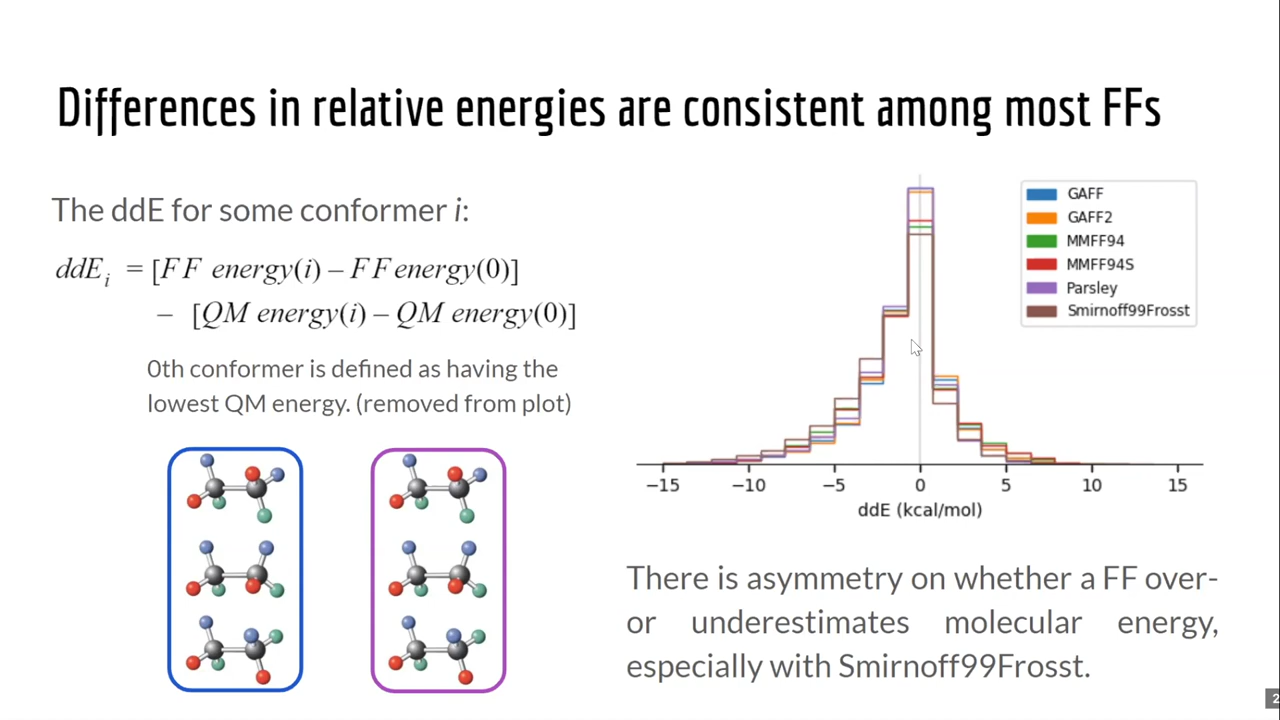 Differences in relative energies are consistent among most FFs
The ddE for some conformer i:
ddE_i = [FF energy(i) – FFenergy(0)]
– [QM energy(i) – QM energy(0)]
0th conformer is defined as having the
lowest QM energy. (removed from plot)
GAFF
GAFF2
MMFF94
MMFF94S
Parsley
Smirnoff99Frosst
−15 −10 −5 0 5 10 15
ddE (kcal/mol)
There is asymmetry on whether a FF over-
or underestimates molecular energy,
especially with Smirnoff99Frosst.
2